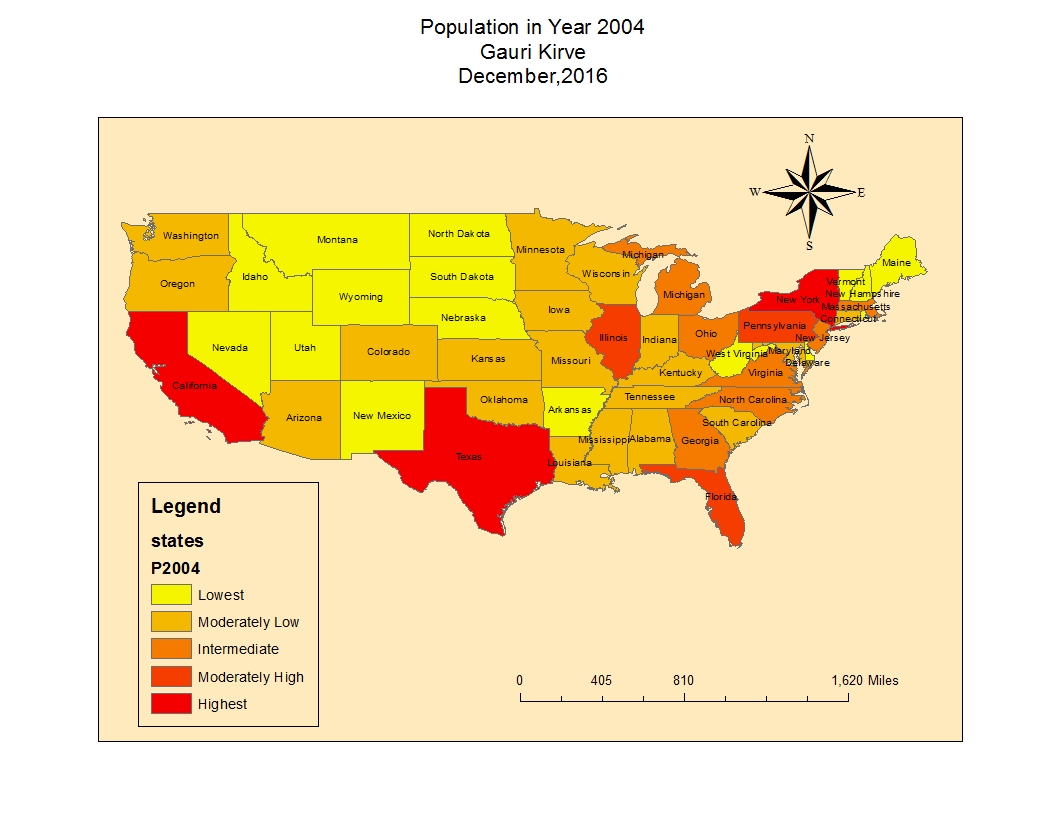 Population in Year 2004
Gauri Kirve
December,2016
N
W
E
S
Washington
Montana
North Dakota
Minnesota
Michigan
Maine
Oregon
Idaho
South Dakota
Wisconsin
Michigan
Vermont
New Hampshire
Wyoming
New York
Massachusetts
Nebraska
Iowa
Connecticut
Pennsylvania
Illinois
Indiana
Ohio
New Jersey
Nevada
Utah
Colorado
Kansas
Missouri
West Virginia
Maryland
Delaware
California
Kentucky
Virginia
Oklahoma
Tennessee
North Carolina
Arizona
New Mexico
Arkansas
South Carolina
Mississippi
Alabama
Georgia
Texas
Louisiana
Florida
Legend
states
P2004
Lowest
Moderately Low
Intermediate
Moderately High
Highest
0 405 810 1,620 Miles